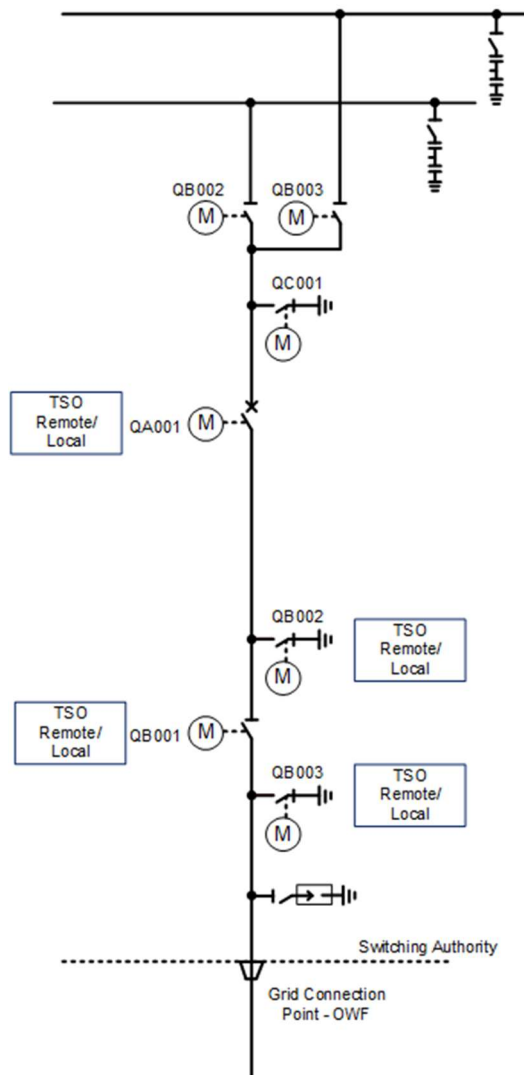 QB002
QB003
M
M
QC001
M
TSO
Remote/
Local
QA001
M
QB002
M
TSO
Remote/
Local
TSO
Remote/
Local
QB001
M
QB003
M
TSO
Remote/
Local
Switching Authority
Grid Connection
Point - OWF